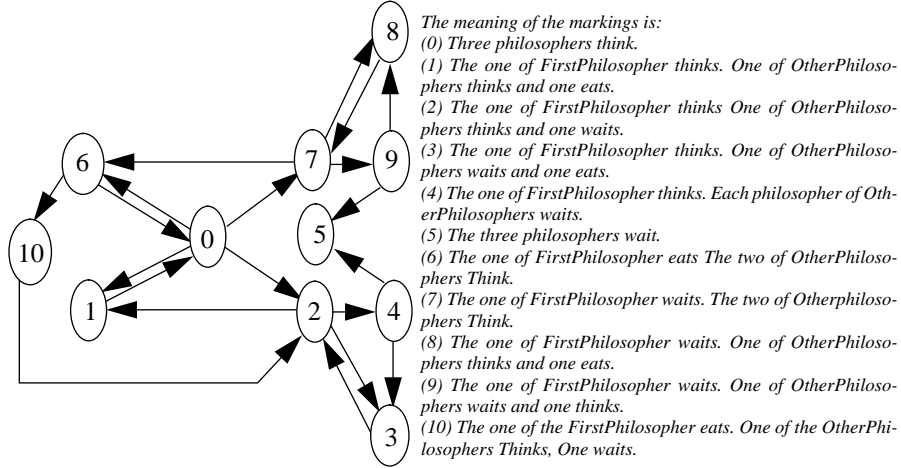 The meaning of the markings is:
(0) Three philosophers think.
(1) The one of FirstPhilosopher thinks. One of OtherPhiloso-
phers thinks and one eats.
(2) The one of FirstPhilosopher thinks One of OtherPhiloso-
phers thinks and one waits.
(3) The one of FirstPhilosopher thinks. One of OtherPhiloso-
phers waits and one eats.
(4) The one of FirstPhilosopher thinks. Each philosopher of Oth-
erPhilosophers waits.
(5) The three philosophers wait.
(6) The one of FirstPhilosopher eats The two of OtherPhiloso-
phers Think.
(7) The one of FirstPhilosopher waits. The two of Otherphiloso-
phers Think.
(8) The one of FirstPhilosopher waits. One of OtherPhiloso-
phers thinks and one eats.
(9) The one of FirstPhilosopher waits. One of OtherPhiloso-
phers waits and one thinks.
(10) The one of the FirstPhilosopher eats. One of the OtherPhi-
losophers Thinks, One waits.
8
6
7
9
0
5
10
1
2
4
3